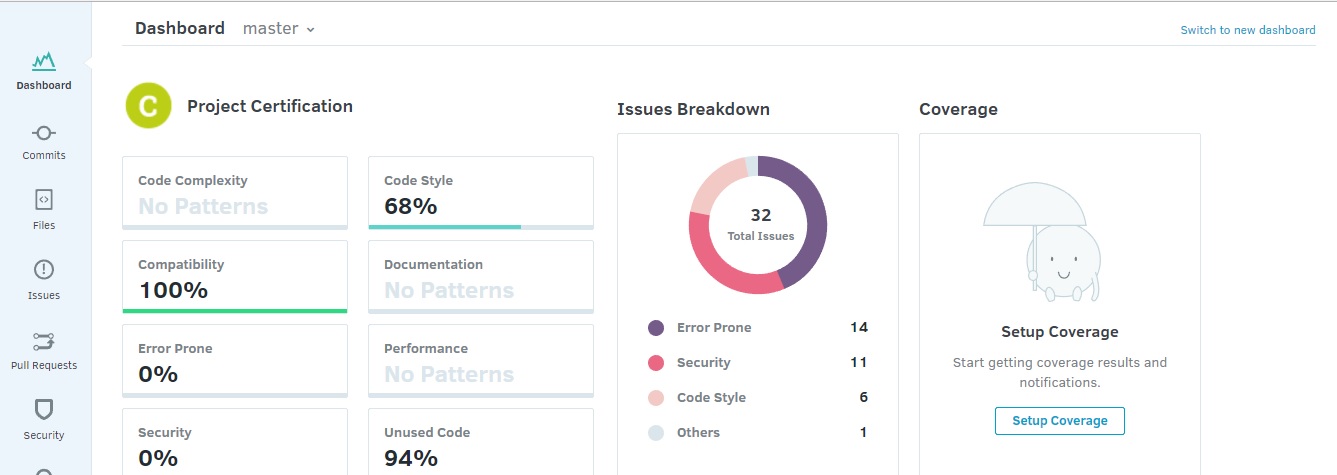 Dashboard master
Switch to new dashboard
Dashboard
Commits
Files
Issues
Pull Requests
Security
C Project Certification
Code Complexity
No Patterns
Code Style
68%
Compatibility
100%
Documentation
No Patterns
Error Prone
0%
Performance
No Patterns
Security
0%
Unused Code
94%
Issues Breakdown
32
Total Issues
Error Prone 14
Security 11
Code Style 6
Others 1
Coverage
Setup Coverage
Start getting coverage results and
notifications.
Setup Coverage